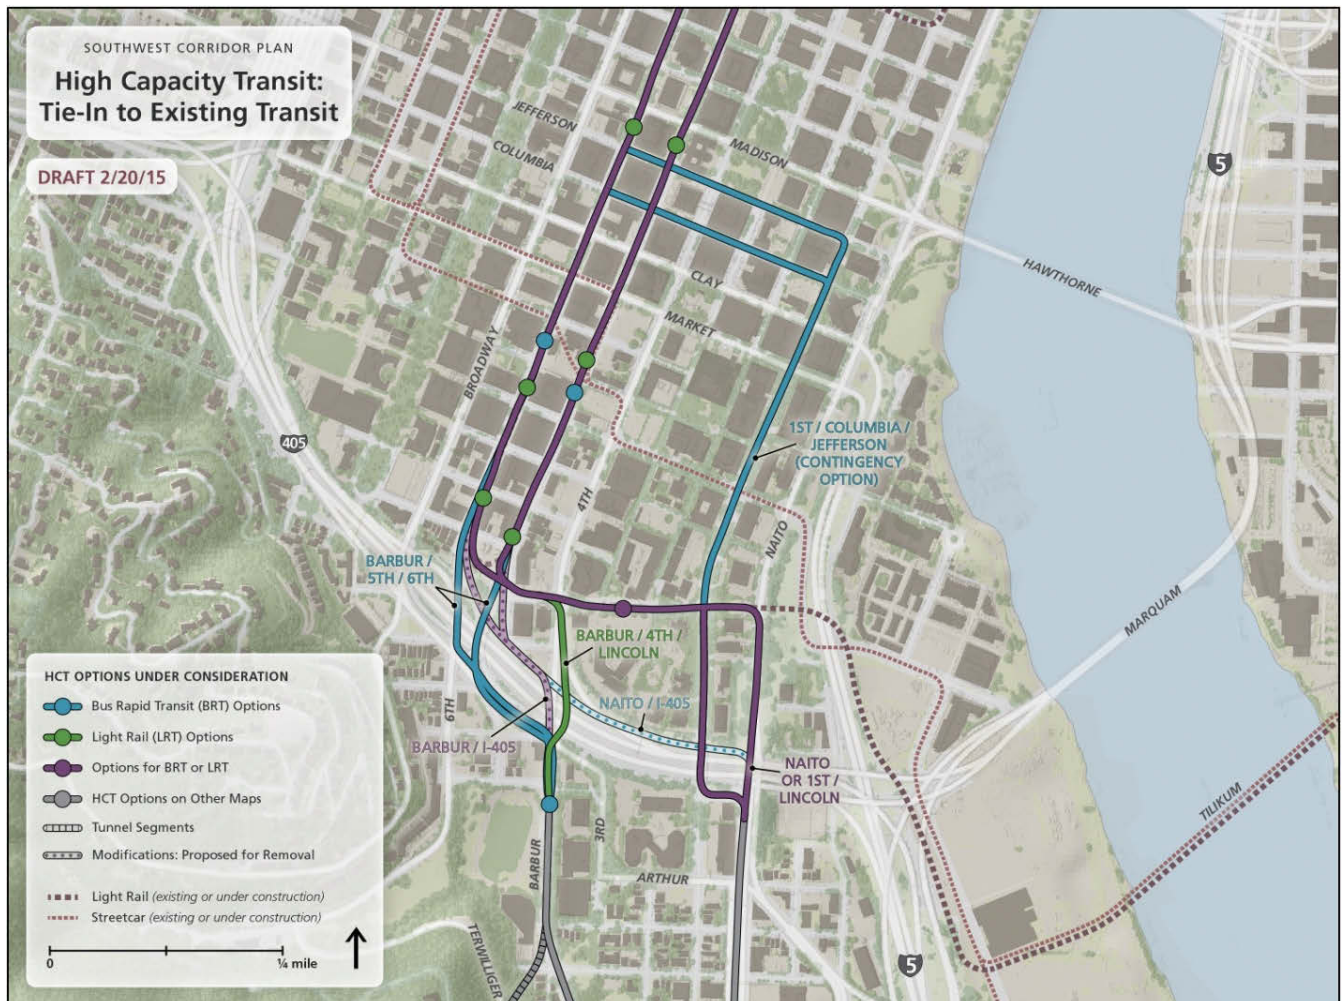 SOUTHWEST CORRIDOR PLAN
High Capacity Transit:
Tie-In to Existing Transit
DRAFT 2/20/15
JEFFERSON
COLUMBIA
MADISON
5
HAWTHORNE
CLAY
MARKET
BROADWAY
405
1ST / COLUMBIA /
JEFFERSON
(CONTINGENCY
OPTION)
4TH
NAITO
BARBUR /
5TH / 6TH
MARQUAM
BARBUR / 4TH /
LINCOLN
NAITO / I-405
6TH
BARBUR / I-405
NAITO
OR 1ST /
LINCOLN
TILIKUM
3RD
BARBUR
ARTHUR
TERWILLIGER
5
HCT OPTIONS UNDER CONSIDERATION
Bus Rapid Transit (BRT) Options
Light Rail (LRT) Options
Options for BRT or LRT
HCT Options on Other Maps
Tunnel Segments
Modifications: Proposed for Removal
Light Rail (existing or under construction)
Streetcar (existing or under construction)
0
¼ mile